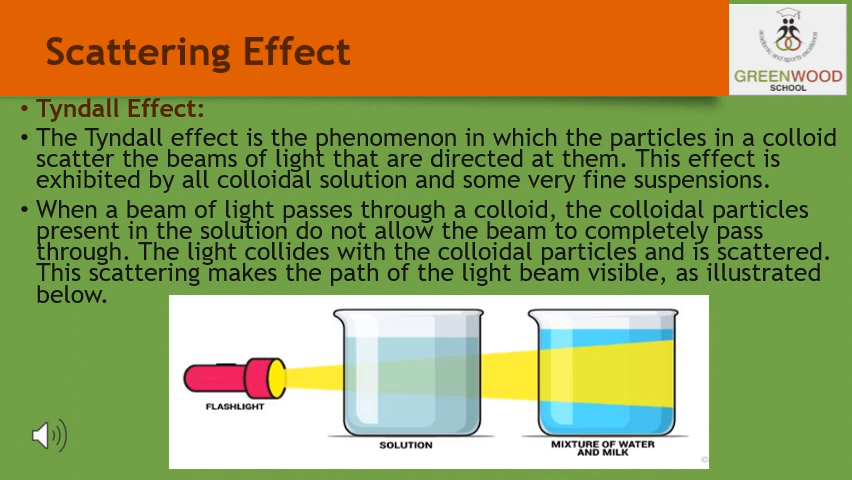 Scattering Effect
academic and sports excellence
GREENWOOD
SCHOOL
• Tyndall Effect:
• The Tyndall effect is the phenomenon in which the particles in a colloid
scatter the beams of light that are directed at them. This effect is
exhibited by all colloidal solution and some very fine suspensions.
• When a beam of light passes through a colloid, the colloidal particles
present in the solution do not allow the beam to completely pass
through. The light collides with the colloidal particles and is scattered.
This scattering makes the path of the light beam visible, as illustrated
below.
FLASHLIGHT
SOLUTION
MIXTURE OF WATER
AND MILK
©